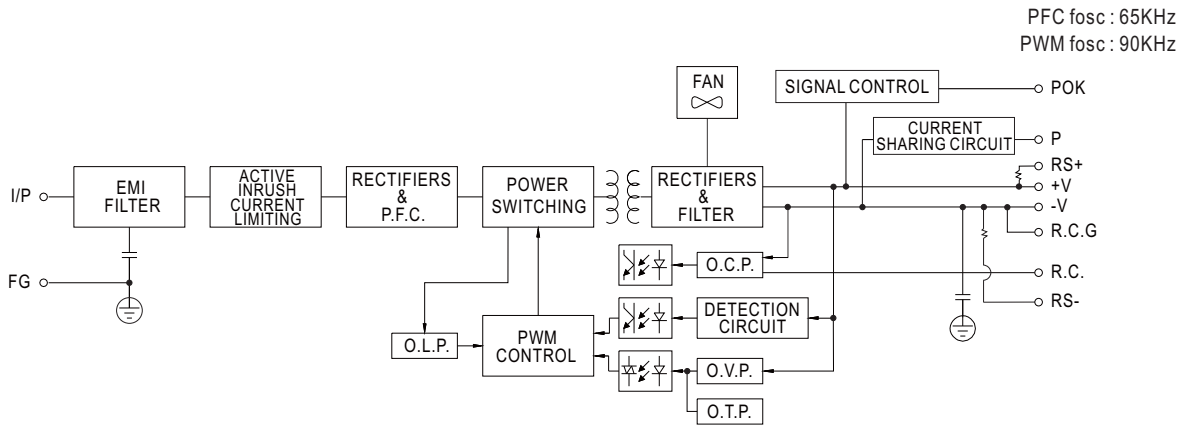 PFC fosc : 65KHz
PWM fosc : 90KHz
FAN
SIGNAL CONTROL
POK
CURRENT
SHARING CIRCUIT
P
I/P
EMI
FILTER
ACTIVE
INRUSH
CURRENT
LIMITING
RECTIFIERS
&
P.F.C.
POWER
SWITCHING
RECTIFIERS
&
FILTER
RS+
+V
-V
R.C.G
FG
O.C.P.
R.C.
RS-
DETECTION
CIRCUIT
O.L.P.
PWM
CONTROL
O.V.P.
O.T.P.